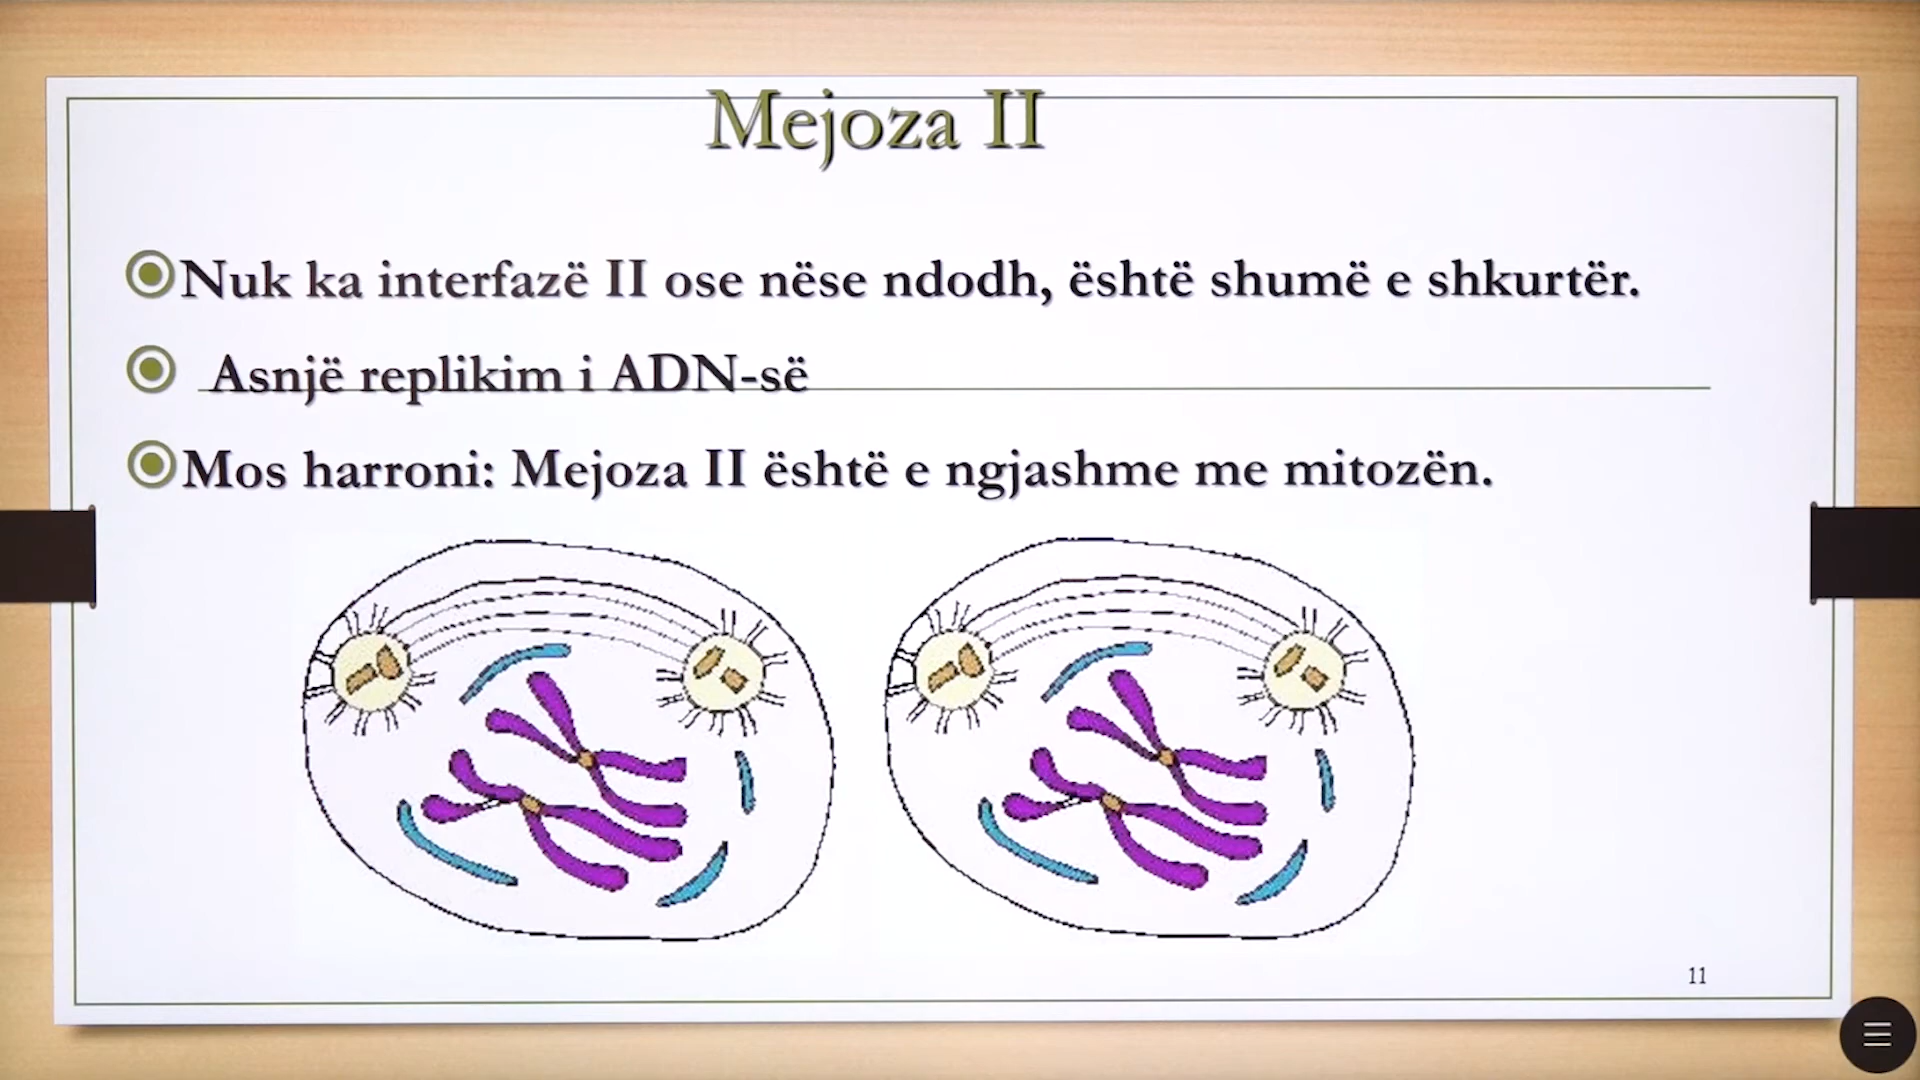 Mejoza II
Nuk ka interfazë II ose nëse ndodh, është shumë e shkurtër.
Asnjë replikim i ADN-së
Mos harroni: Mejoza II është e ngjashme me mitozën.
11